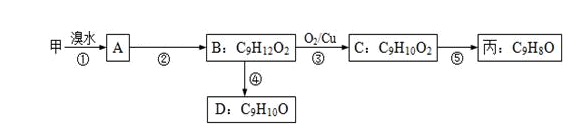 甲 溴水 ① A ② B：C₉H₁₂O₂ O₂/Cu ③ C：C₉H₁₀O₂ ⑤ 丙：C₉H₈O
④
D：C₉H₁₀O